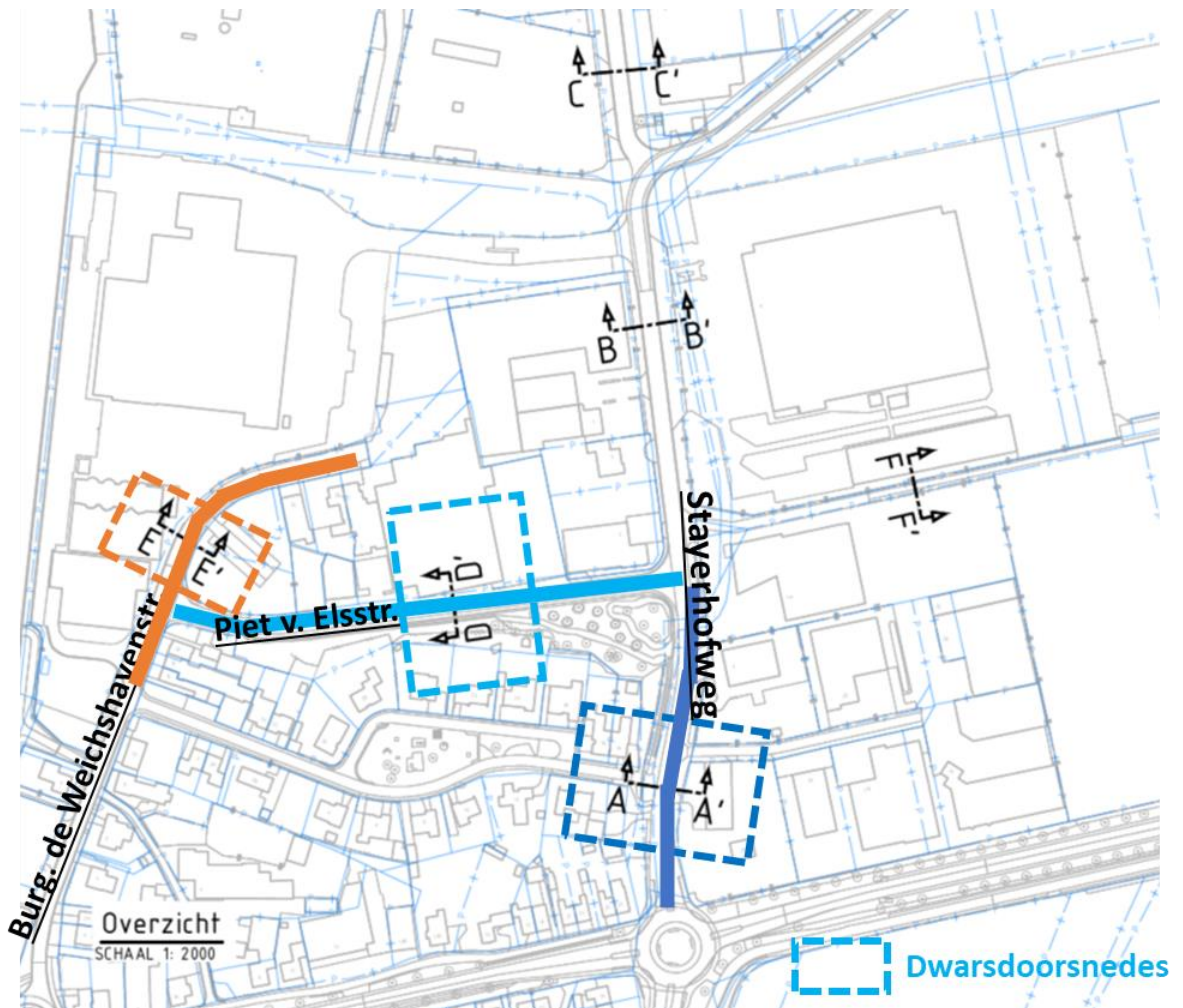 C
C'
B
B'
F
F'
E
E'
D'
D
Stayerhofweg
Piet v. Elsstr.
Burg. de Weichshavenstr.
A
A'
Overzicht
SCHAAL 1: 2000
Dwarsdoorsnedes